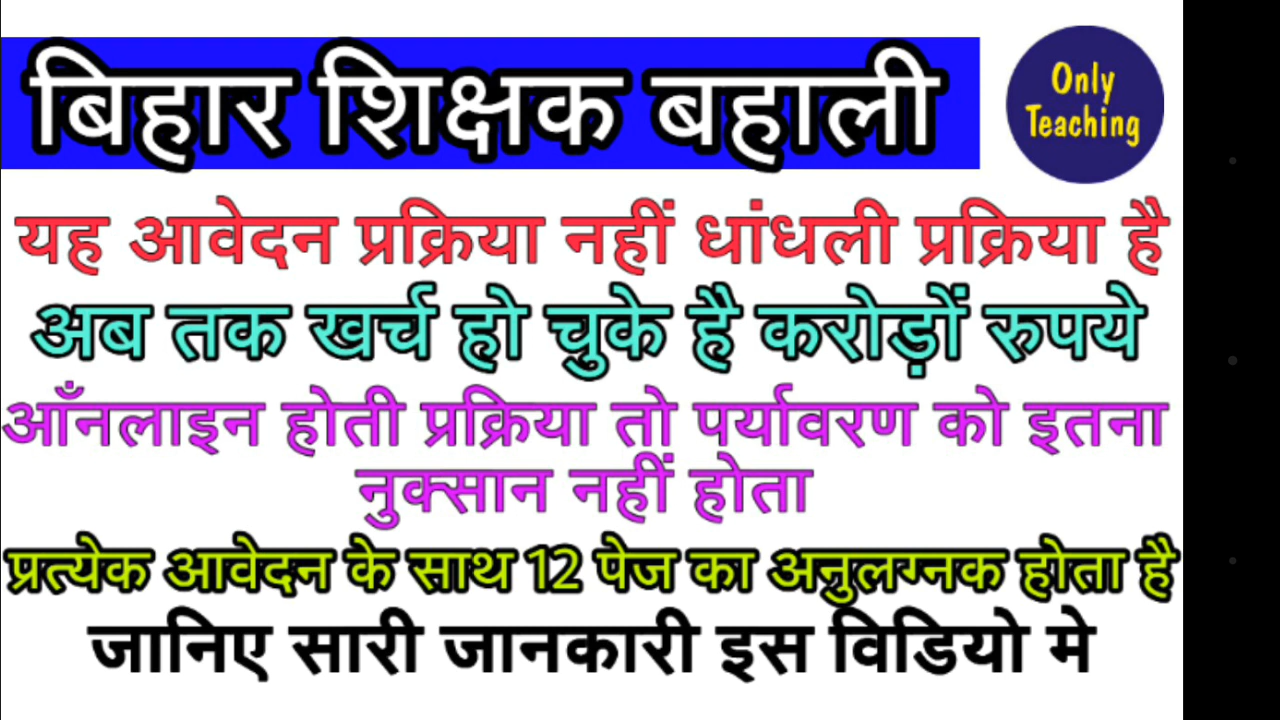 बिहार शिक्षक बहाली
Only
Teaching
यह आवेदन प्रक्रिया नहीं धांधली प्रक्रिया है
अब तक खर्च हो चुके है करोड़ों रुपये
आँनलाइन होती प्रक्रिया तो पर्यावरण को इतना
नुक्सान नहीं होता
प्रत्येक आवेदन के साथ 12 पेज का अनुलग्नक होता है
जानिए सारी जानकारी इस विडियो मे